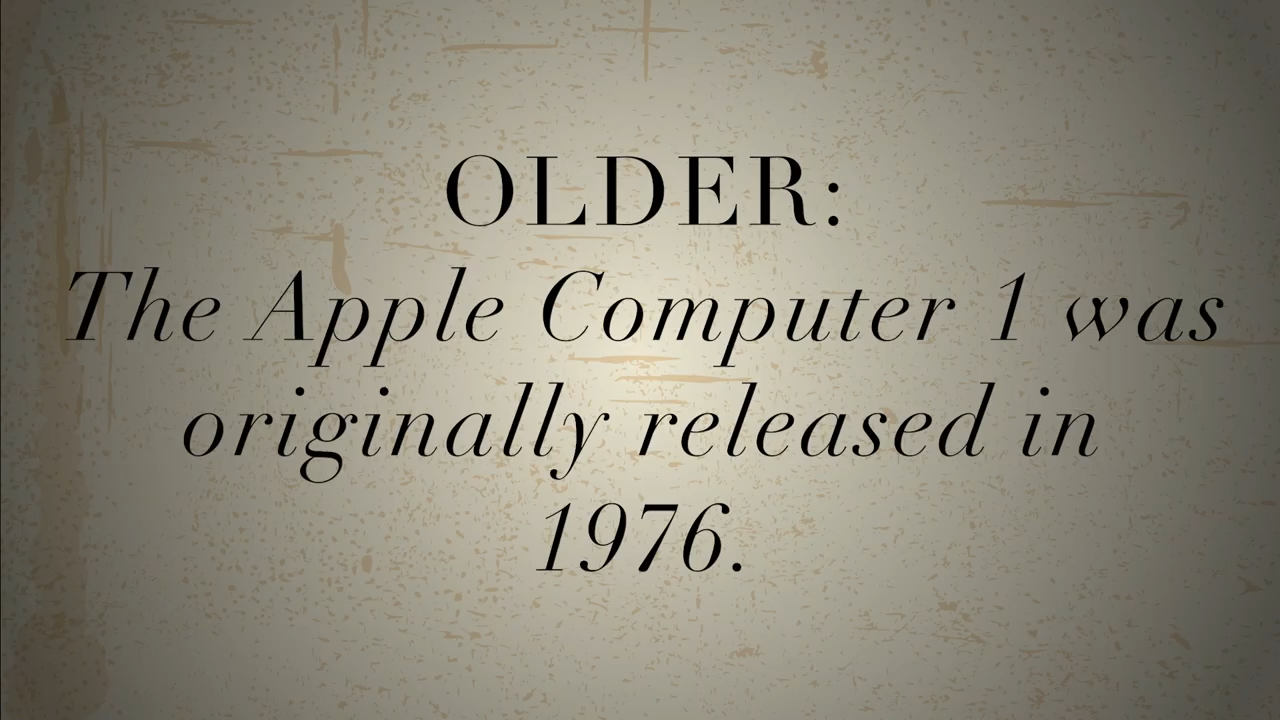 OLDER:
The Apple Computer 1 was
originally released in
1976.